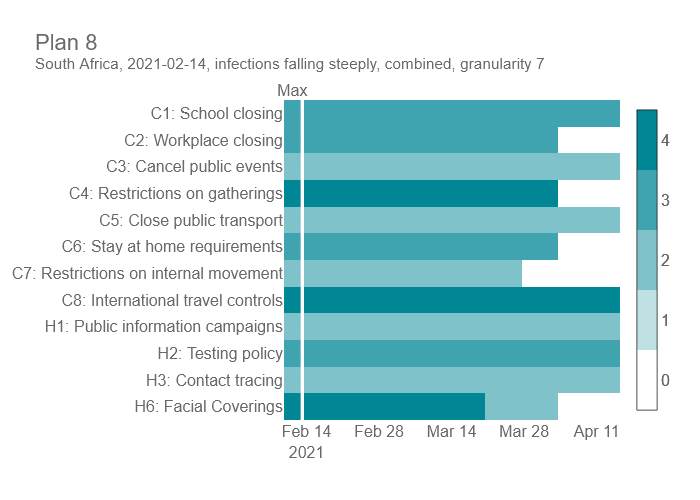 Plan 8
South Africa, 2021-02-14, infections falling steeply, combined, granularity 7
Max
C1: School closing
C2: Workplace closing
C3: Cancel public events
C4: Restrictions on gatherings
C5: Close public transport
C6: Stay at home requirements
C7: Restrictions on internal movement
C8: International travel controls
H1: Public information campaigns
H2: Testing policy
H3: Contact tracing
H6: Facial Coverings
Feb 14 Feb 28 Mar 14 Mar 28 Apr 11
2021
4
3
2
1
0